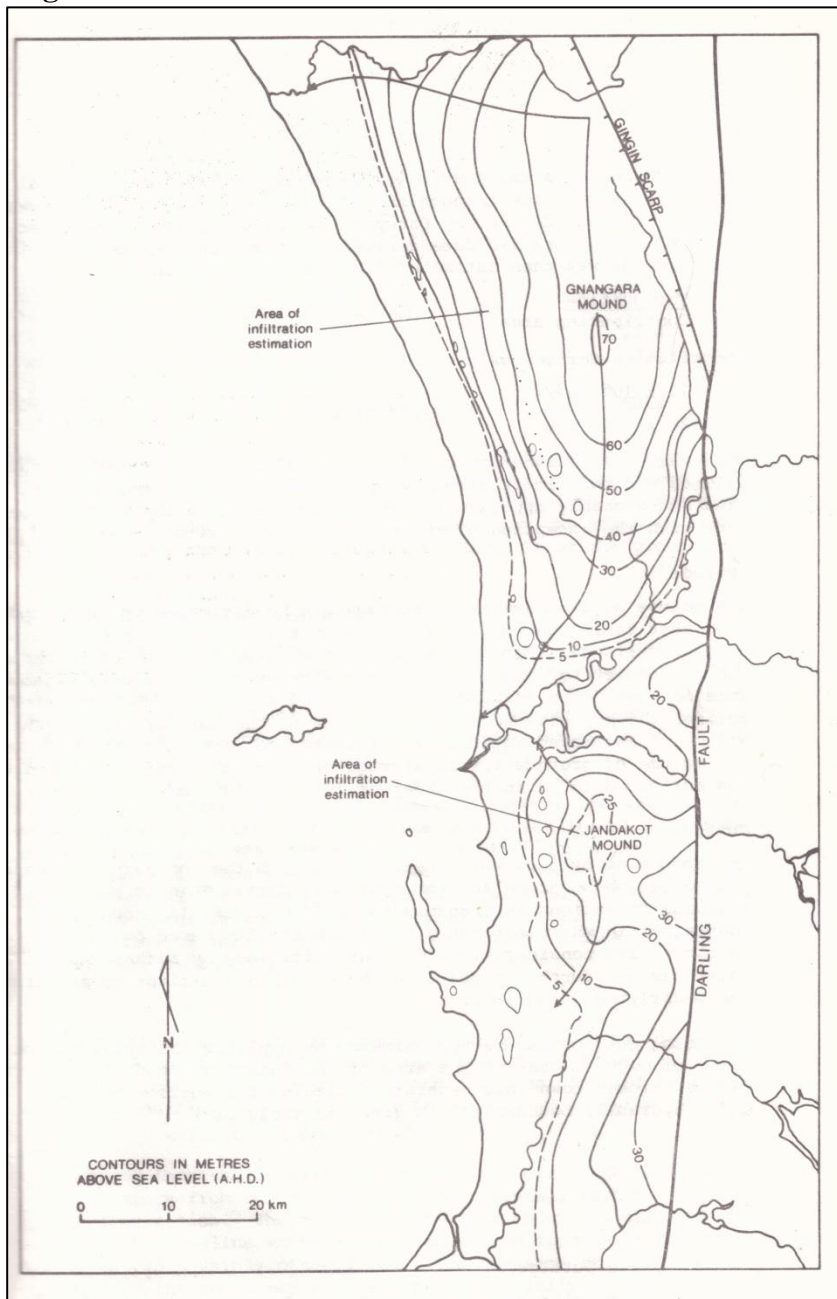 GINGIN SCARP
GNANGARA
MOUND
Area of
infiltration
estimation
70
60
50
40
30
20
10
5
20
FAULT
Area of
infiltration
estimation
25
JANDAKOT
MOUND
30
20
DARLING
10
5
N
30
CONTOURS IN METRES
ABOVE SEA LEVEL (A.H.D.)
0 10 20 km